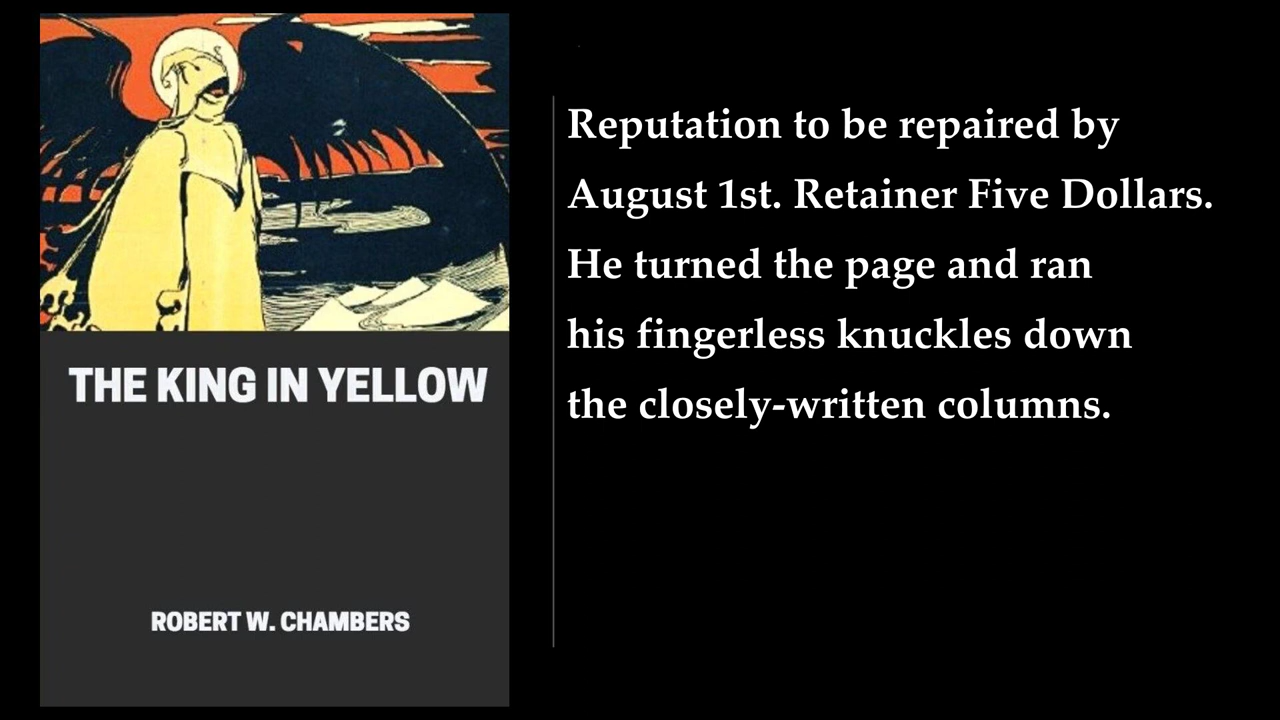 THE KING IN YELLOW
ROBERT W. CHAMBERS
Reputation to be repaired by
August 1st. Retainer Five Dollars.
He turned the page and ran
his fingerless knuckles down
the closely-written columns.